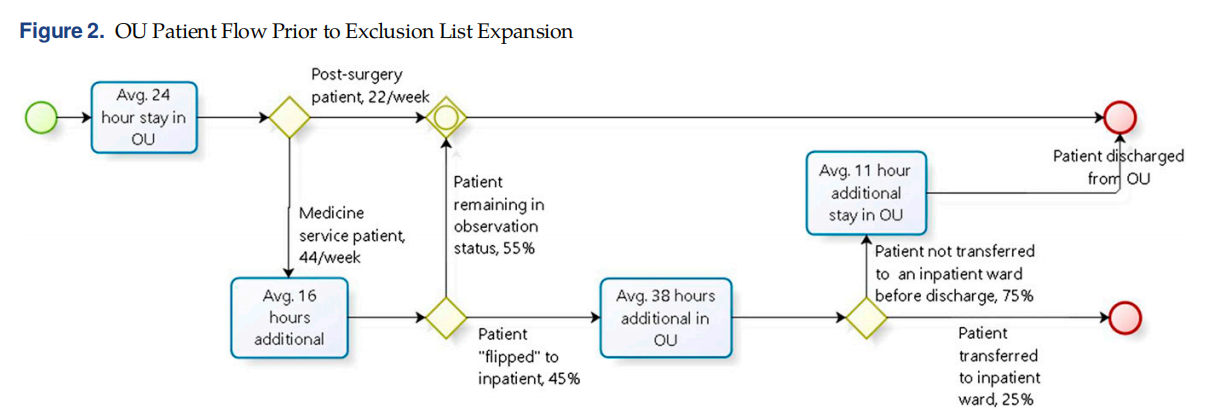 Figure 2. OU Patient Flow Prior to Exclusion List Expansion
Avg. 24
hour stay in
OU
Post-surgery
patient, 22/week
Medicine
service patient,
44/week
Avg. 16
hours
additional
Patient
remaining in
observation
status, 55%
Patient
"flipped" to
inpatient, 45%
Avg. 38 hours
additional in
OU
Avg. 11 hour
additional
stay in OU
Patient not transferred
to an inpatient ward
before discharge, 75%
Patient discharged
from OU
Patient
transferred
to inpatient
ward, 25%